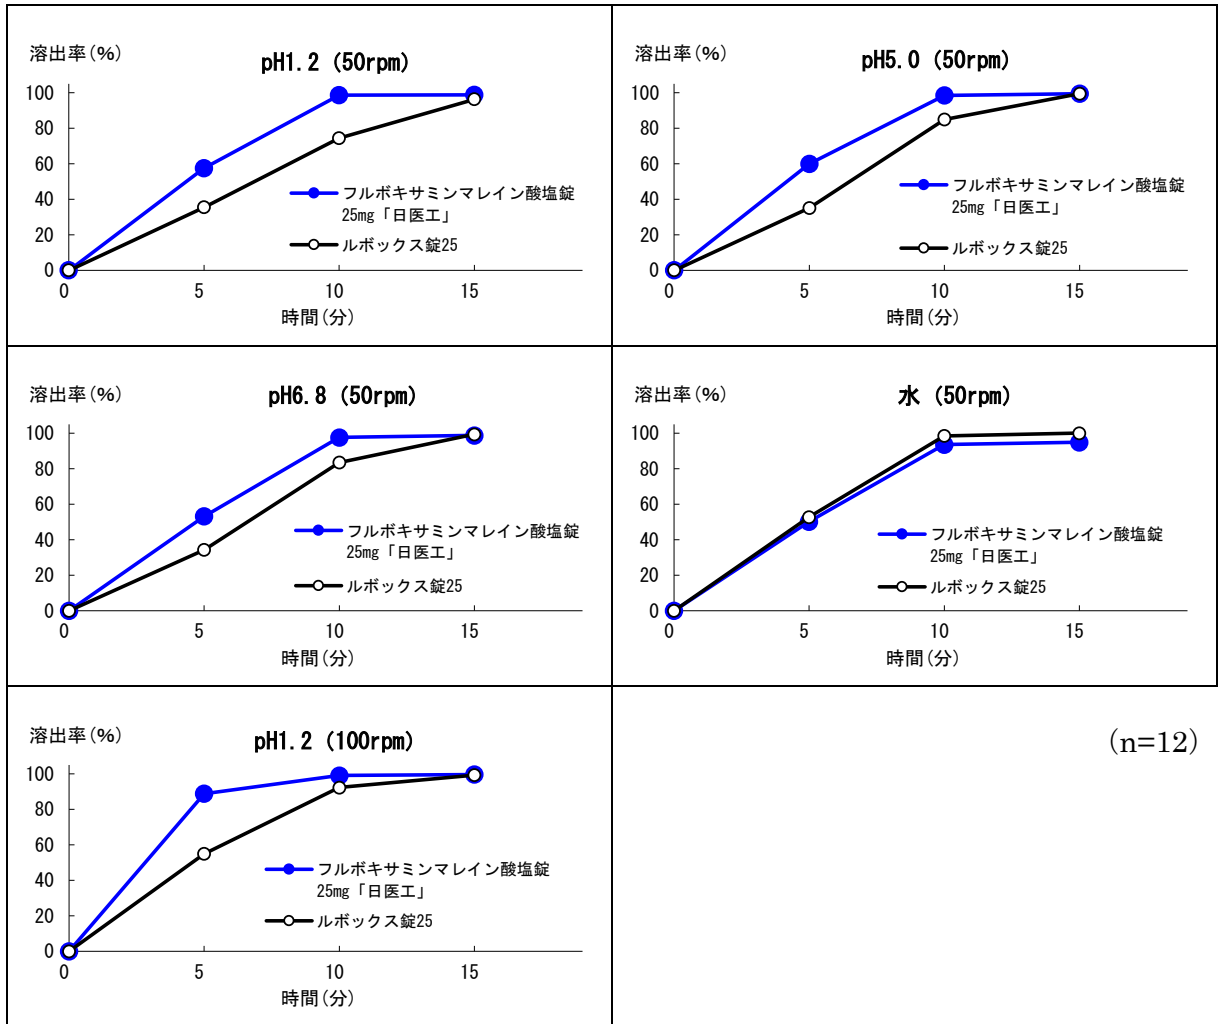 溶出率(%)
pH1.2 (50rpm)
100
80
60
40
20
0
フルボキサミンマレイン酸塩錠
25mg「日医工」
ルボックス錠25
0 5 10 15
時間(分)
溶出率(%)
pH5.0 (50rpm)
100
80
60
40
20
0
フルボキサミンマレイン酸塩錠
25mg「日医工」
ルボックス錠25
0 5 10 15
時間(分)
溶出率(%)
pH6.8 (50rpm)
100
80
60
40
20
0
フルボキサミンマレイン酸塩錠
25mg「日医工」
ルボックス錠25
0 5 10 15
時間(分)
溶出率(%)
水 (50rpm)
100
80
60
40
20
0
フルボキサミンマレイン酸塩錠
25mg「日医工」
ルボックス錠25
0 5 10 15
時間(分)
溶出率(%)
pH1.2 (100rpm)
100
80
60
40
20
0
フルボキサミンマレイン酸塩錠
25mg「日医工」
ルボックス錠25
0 5 10 15
時間(分)
(n=12)